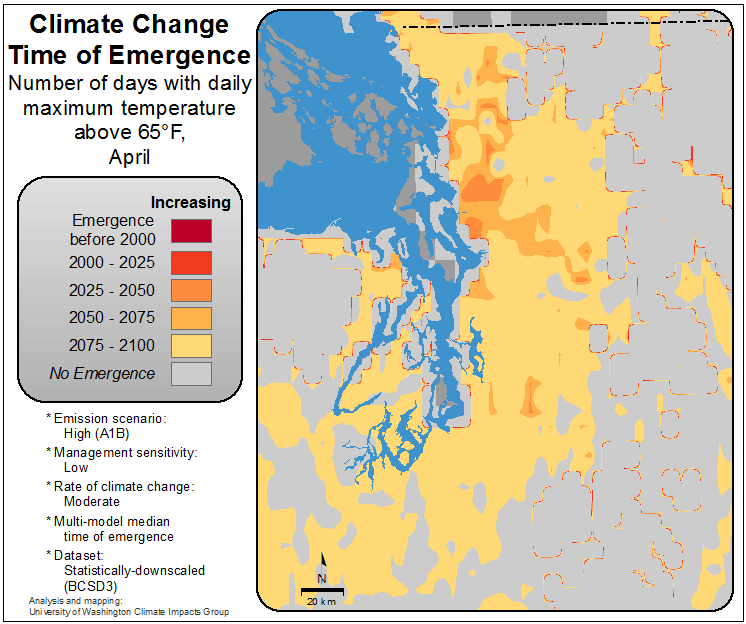 Climate Change
Time of Emergence
Number of days with daily
maximum temperature
above 65°F,
April
Increasing
Emergence
before 2000
2000 - 2025
2025 - 2050
2050 - 2075
2075 - 2100
No Emergence
* Emission scenario:
High (A1B)
* Management sensitivity:
Low
* Rate of climate change:
Moderate
* Multi-model median
time of emergence
* Dataset:
Statistically-downscaled
(BCSD3)
Analysis and mapping:
University of Washington Climate Impacts Group
N
20 km